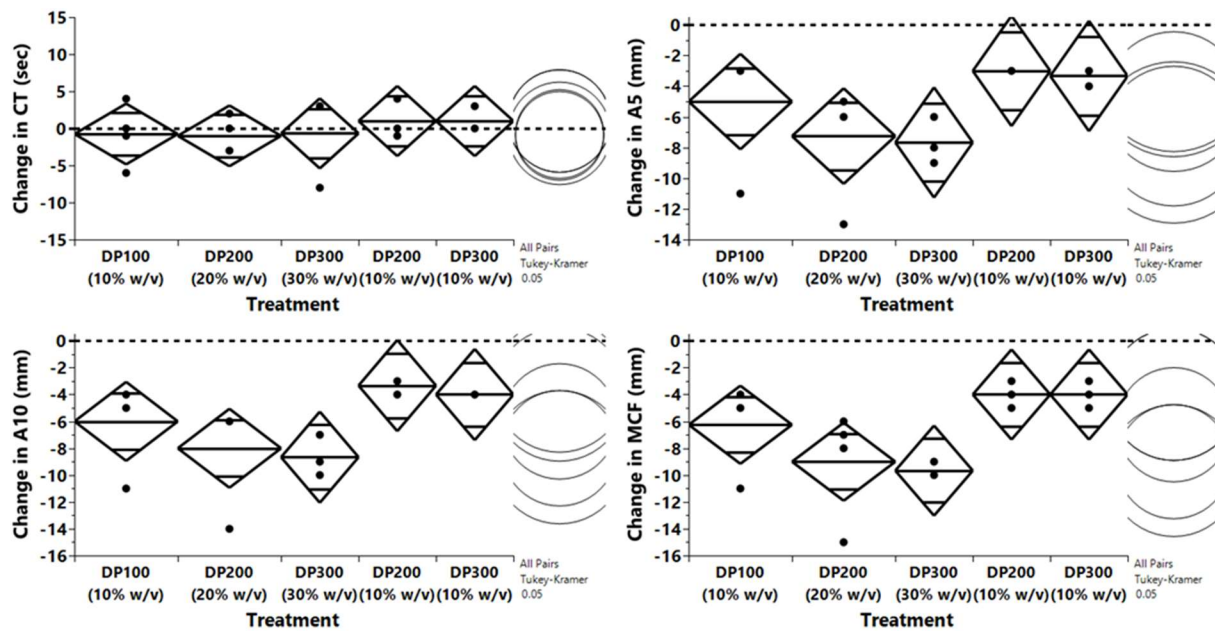 Change in CT (sec)
15
10
5
0
-5
-10
-15
DP100 DP200 DP300 DP200 DP300
(10% w/v) (20% w/v) (30% w/v) (10% w/v) (10% w/v)
Treatment
All Pairs
Tukey-Kramer
0.05
Change in A5 (mm)
0
-2
-4
-6
-8
-10
-12
-14
DP100 DP200 DP300 DP200 DP300
(10% w/v) (20% w/v) (30% w/v) (10% w/v) (10% w/v)
Treatment
All Pairs
Tukey-Kramer
0.05
Change in A10 (mm)
0
-2
-4
-6
-8
-10
-12
-14
-16
DP100 DP200 DP300 DP200 DP300
(10% w/v) (20% w/v) (30% w/v) (10% w/v) (10% w/v)
Treatment
All Pairs
Tukey-Kramer
0.05
Change in MCF (mm)
0
-2
-4
-6
-8
-10
-12
-14
-16
DP100 DP200 DP300 DP200 DP300
(10% w/v) (20% w/v) (30% w/v) (10% w/v) (10% w/v)
Treatment
All Pairs
Tukey-Kramer
0.05